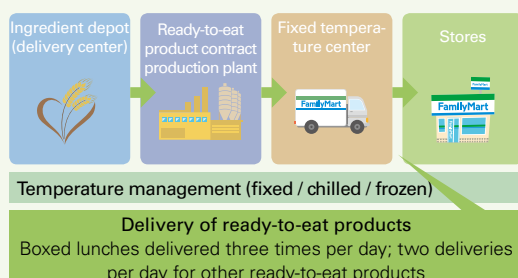 Ingredient depot
(delivery center)
Ready-to-eat
product contract
production plant
Fixed tempera-
ture center
Stores
FamilyMart
FamilyMart
Temperature management (fixed / chilled / frozen)
Delivery of ready-to-eat products
Boxed lunches delivered three times per day; two deliveries
per day for other ready-to-eat products